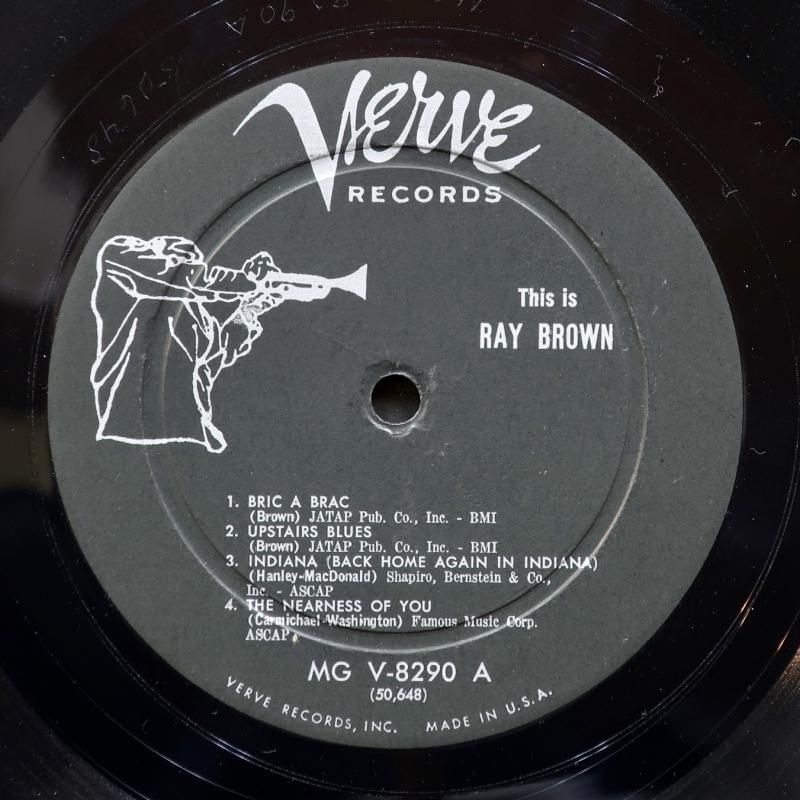 VERVE
RECORDS
This is
RAY BROWN
1. BRIC A BRAC
(Brown) JATAP Pub. Co., Inc. - BMI
2. UPSTAIRS BLUES
(Brown) JATAP Pub. Co., Inc. - BMI
3. INDIANA (BACK HOME AGAIN IN INDIANA)
(Hanley-MacDonald) Shapiro, Bernstein & Co.,
Inc. - ASCAP
4. THE NEARNESS OF YOU
(Carmichael-Washington) Famous Music Corp.
ASCAP
MG V-8290 A
(50,648)
VERVE RECORDS, INC. MADE IN U.S.A.